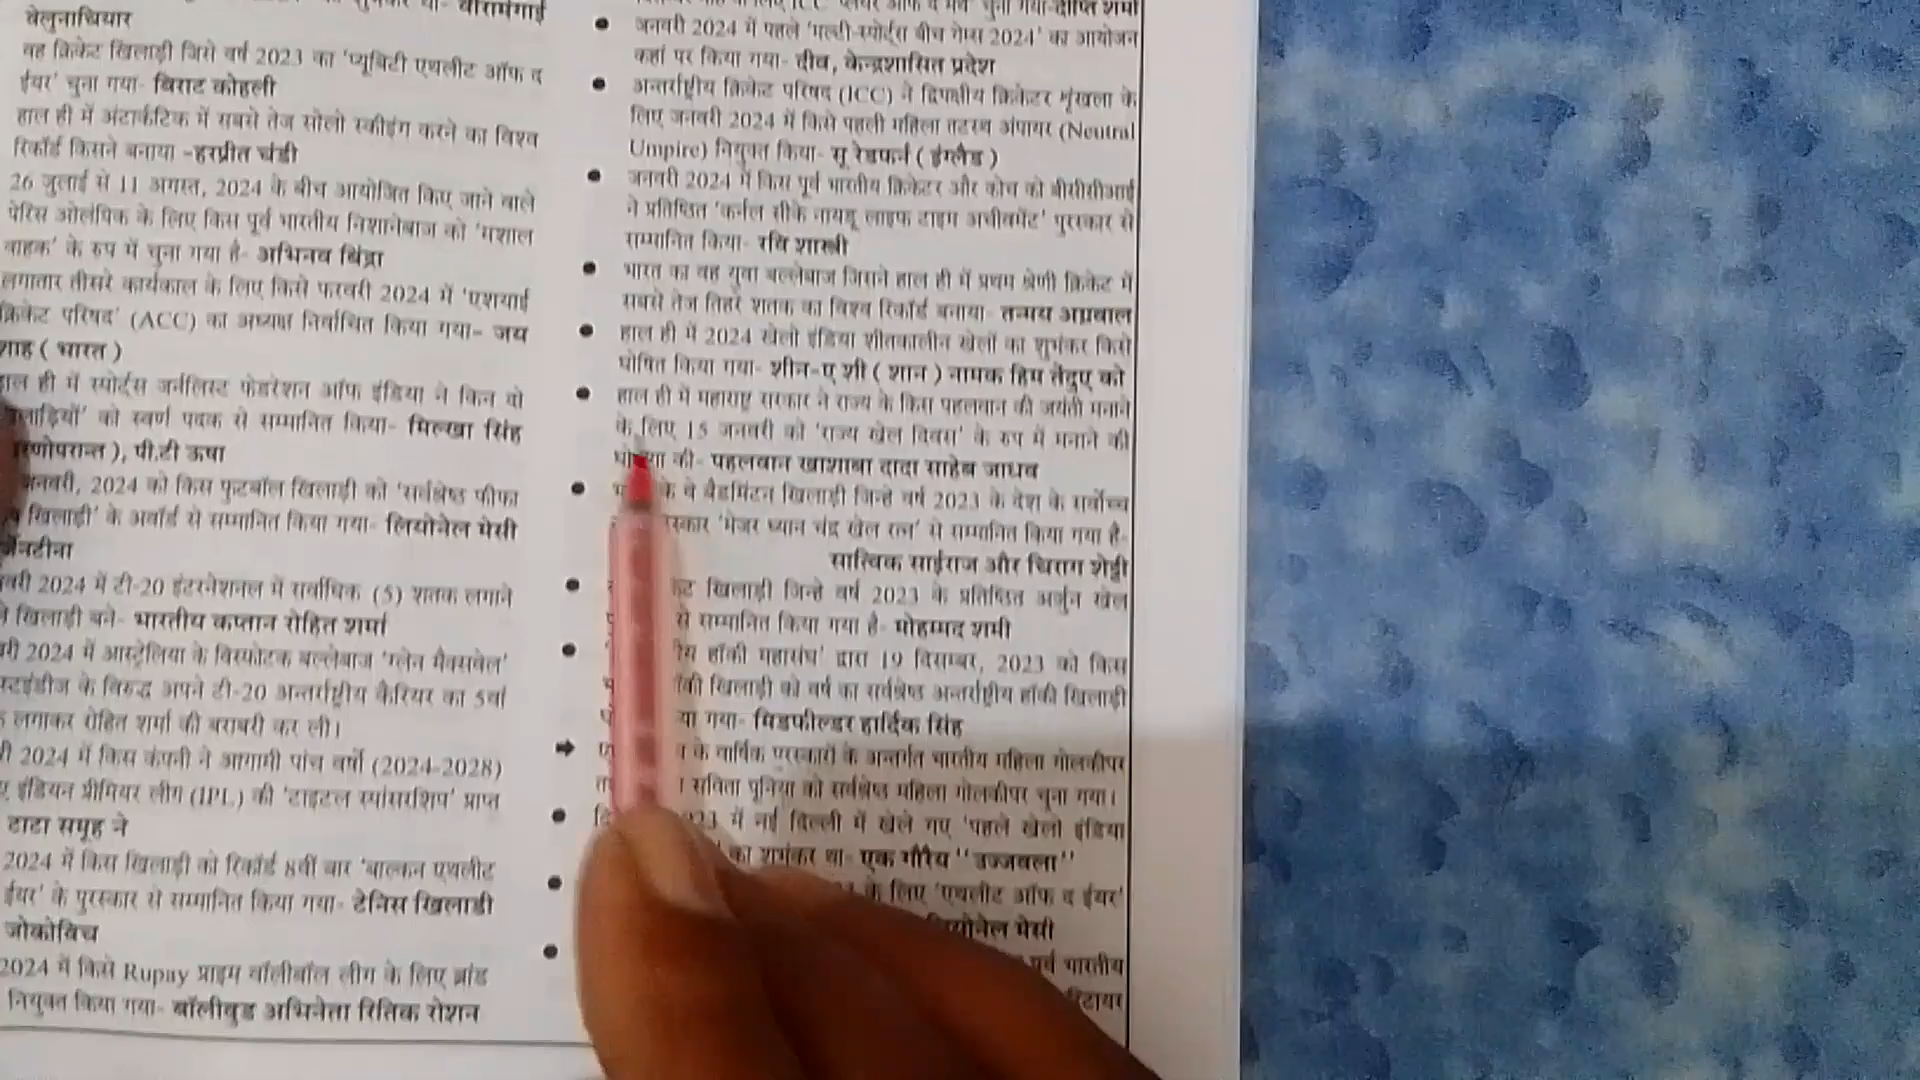 वीरामंगाई
वेलुनाचियार
वह क्रिकेट खिलाड़ी जिसे वर्ष 2023 का 'प्यूबिटी एथलीट ऑफ द
ईयर' चुना गया- विराट कोहली
हाल ही में अंटार्कटिक में सबसे तेज सोलो स्कीइंग करने का विश्व
रिकॉर्ड किसने बनाया -हरप्रीत चंडी
26 जुलाई से 11 अगस्त, 2024 के बीच आयोजित किए जाने वाले
पेरिस ओलंपिक के लिए किस पूर्व भारतीय निशानेबाज को 'मशाल
वाहक' के रुप में चुना गया है- अभिनव बिंद्रा
लगातार तीसरे कार्यकाल के लिए किसे फरवरी 2024 में 'एशयाई
क्रिकेट परिषद' (ACC) का अध्यक्ष निर्वाचित किया गया- जय
शाह ( भारत )
हाल ही में स्पोर्ट्स जर्नलिस्ट फेडरेशन ऑफ इंडिया ने किन दो
को स्वर्ण पदक से सम्मानित किया- मिल्खा सिंह
पी.टी ऊषा
जनवरी, 2024 को किस फुटबॉल खिलाड़ी को 'सर्वश्रेष्ठ फीफा
खिलाड़ी' के अवॉर्ड से सम्मानित किया गया- लियोनेल मेसी
2024 में टी-20 इंटरनेशनल में सर्वाधिक (5) शतक लगाने
खिलाड़ी बने- भारतीय कप्तान रोहित शर्मा
2024 में आस्ट्रेलिया के विस्फोटक बल्लेबाज 'ग्लेन मैक्सवेल'
के विरुद्ध अपने टी-20 अन्तर्राष्ट्रीय कैरियर का 5वां
लगाकर रोहित शर्मा की बराबरी कर ली।
2024 में किस कंपनी ने आगामी पांच वर्षों (2024-2028)
इंडियन प्रीमियर लीग (IPL) की 'टाइटल स्पांसरशिप' प्राप्त
टाटा समूह ने
2024 में किस खिलाड़ी को रिकॉर्ड 8वीं बार 'बाल्कन एथलीट
ईयर' के पुरस्कार से सम्मानित किया गया- टेनिस खिलाडी
जोकोविच
2024 में किसे Rupay प्राइम वॉलीबॉल लीग के लिए ब्रांड
नियुक्त किया गया- बॉलीवुड अभिनेता रितिक रोशन
चुना गया-दीप्ति शर्मा
● जनवरी 2024 में पहले 'मल्टी-स्पोर्ट्स बीच गेम्स 2024' का आयोजन
कहां पर किया गया- दीव, केन्द्रशासित प्रदेश
● अन्तर्राष्ट्रीय क्रिकेट परिषद (ICC) ने द्विपक्षीय क्रिकेटर शृंखला के
लिए जनवरी 2024 में किसे पहली महिला तटस्थ अंपायर (Neutral
Umpire) नियुक्त किया- सू रेडफर्न ( इंग्लैड )
● जनवरी 2024 में किस पूर्व भारतीय क्रिकेटर और कोच को बीसीसीआई
ने प्रतिष्ठित 'कर्नल सीके नायडू लाइफ टाइम अचीवमेंट' पुरस्कार से
सम्मानित किया- रवि शास्त्री
● भारत का वह युवा बल्लेबाज जिसने हाल ही में प्रथम श्रेणी क्रिकेट में
सबसे तेज तिहरे शतक का विश्व रिकॉर्ड बनाया- तन्मय अग्रवाल
● हाल ही में 2024 खेलो इंडिया शीतकालीन खेलों का शुभंकर किसे
घोषित किया गया- शीन-ए शी ( शान ) नामक हिम तेंदुए को
● हाल ही में महाराष्ट्र सरकार ने राज्य के किस पहलवान की जयंती मनाने
के लिए 15 जनवरी को 'राज्य खेल दिवस' के रुप में मनाने की
की- पहलवान खाशाबा दादा साहेब जाधव
● के वे बैडमिंटन खिलाड़ी जिन्हे वर्ष 2023 के देश के सर्वोच्च
'मेजर ध्यान चंद्र खेल रत्न' से सम्मानित किया गया है-
सात्विक साईराज और चिराग शेट्टी
● खिलाड़ी जिन्हे वर्ष 2023 के प्रतिष्ठित अर्जुन खेल
से सम्मानित किया गया है- मोहम्मद शमी
● हॉकी महासंघ' द्वारा 19 दिसम्बर, 2023 को किस
खिलाड़ी को वर्ष का सर्वश्रेष्ठ अन्तर्राष्ट्रीय हॉकी खिलाड़ी
गया- मिडफील्डर हार्दिक सिंह
➡ के वार्षिक पुरस्कारों के अन्तर्गत भारतीय महिला गोलकीपर
सविता पूनिया को सर्वश्रेष्ठ महिला गोलकीपर चुना गया।
● में नई दिल्ली में खेले गए 'पहले खेलो इंडिया
का शुभंकर था- एक गौरैय ''उज्जवला''
● के लिए 'एथलीट ऑफ द ईयर'
मेसी
● पूर्व भारतीय